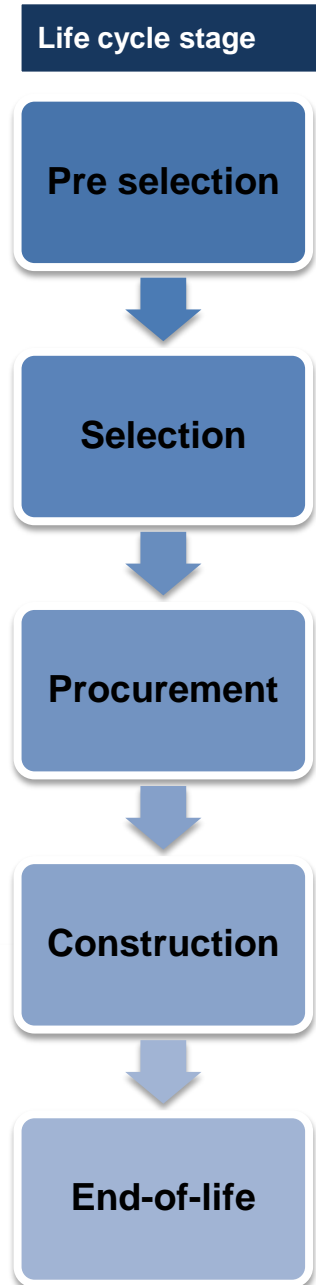 Life cycle stage
Pre selection
Selection
Procurement
Construction
End-of-life